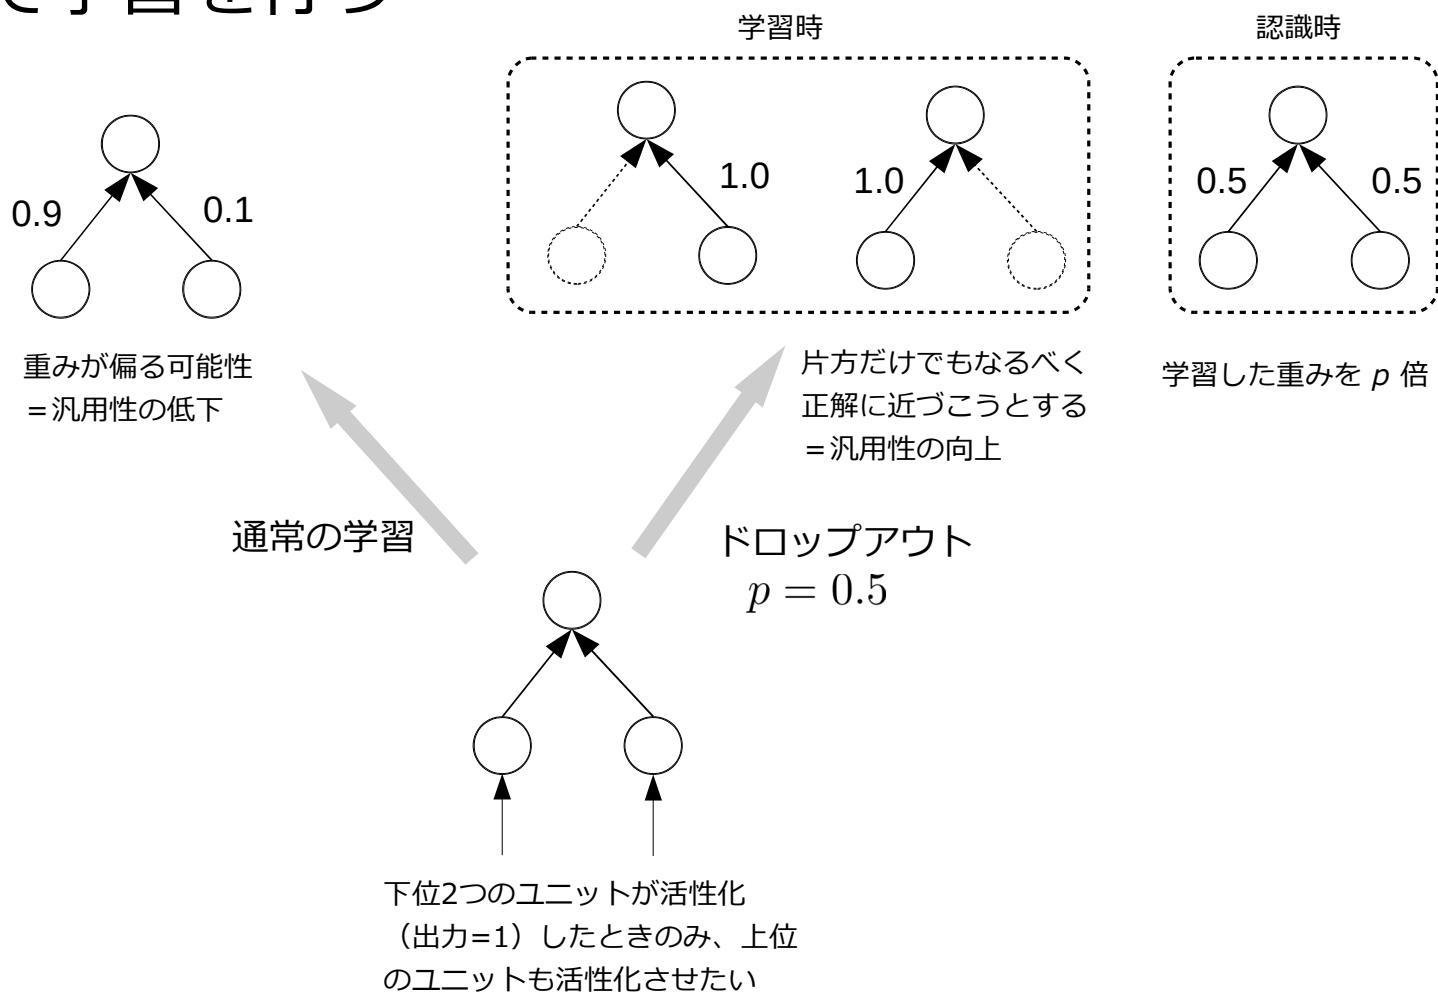 学習を行う
学習時
認識時
0.9
0.1
1.0
1.0
0.5
0.5
重みが偏る可能性
＝汎用性の低下
片方だけでもなるべく
正解に近づこうとする
＝汎用性の向上
学習した重みを p 倍
通常の学習
ドロップアウト
p = 0.5
下位2つのユニットが活性化
（出力=1）したときのみ、上位
のユニットも活性化させたい